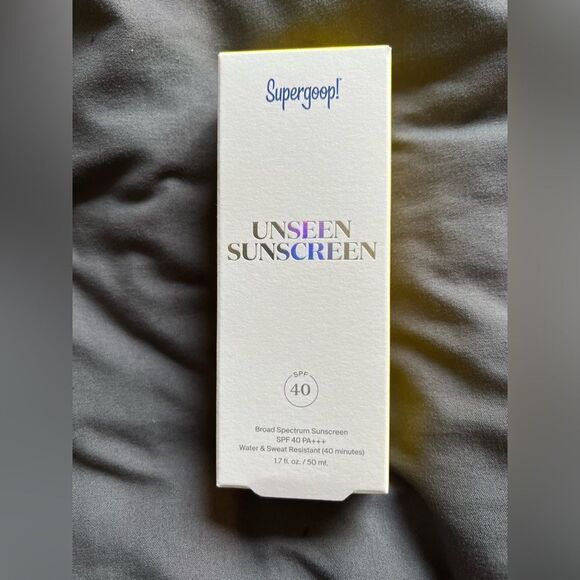 Supergoop!
UNSEEN
SUNSCREEN
SPF
40
Broad Spectrum Sunscreen
SPF 40 PA+++
Water & Sweat Resistant (40 minutes)
1.7 fl. oz. / 50 ml.